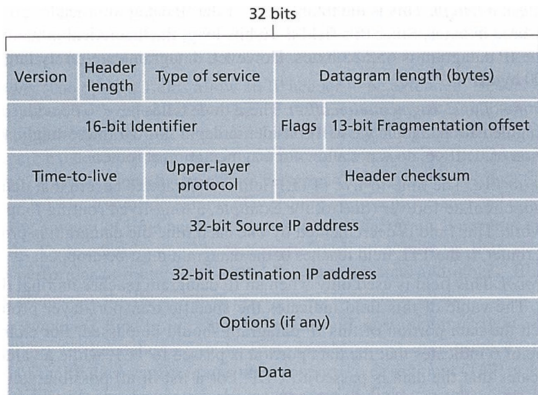 32 bits
Version
Header
length
Type of service
Datagram length (bytes)
16-bit Identifier
Flags
13-bit Fragmentation offset
Time-to-live
Upper-layer
protocol
Header checksum
32-bit Source IP address
32-bit Destination IP address
Options (if any)
Data